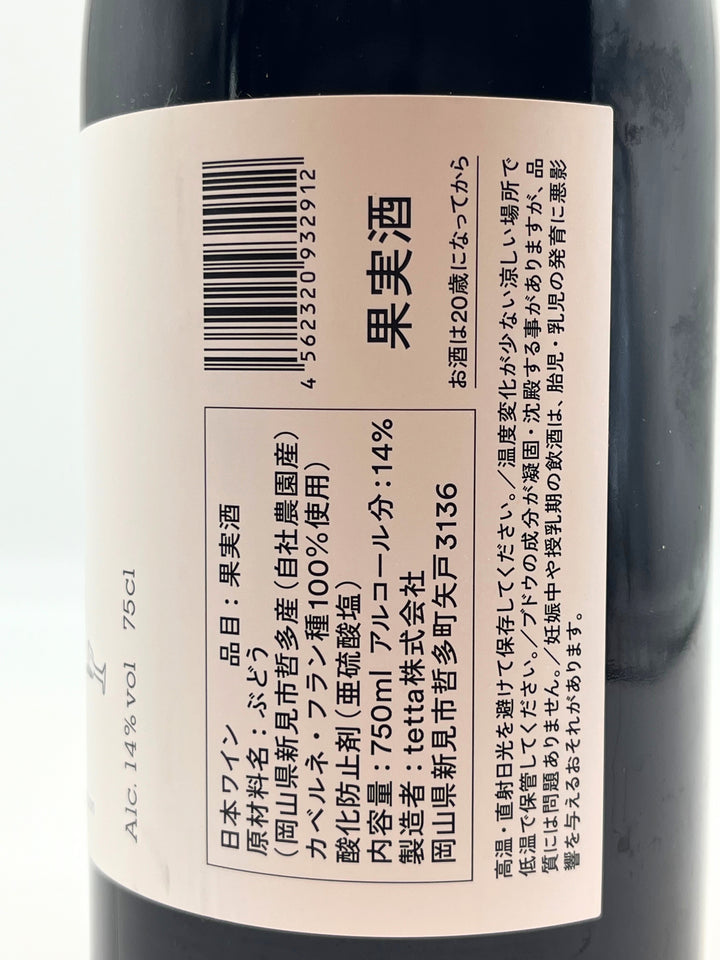 Alc. 14% vol 75cl
日本ワイン 品目：果実酒
原材料名：ぶどう
（岡山県新見市哲多産（自社農園産）
カベルネ・フラン種100%使用）
酸化防止剤（亜硫酸塩）
内容量：750ml アルコール分：14%
製造者：tetta株式会社
岡山県新見市哲多町矢戸3136
4 562320 932912
果実酒
お酒は20歳になってから
高温・直射日光を避けて保存してください。／温度変化が少ない涼しい場所で
低温で保管してください。／ブドウの成分が凝固・沈殿する事がありますが、品
質には問題ありません。／妊娠中や授乳期の飲酒は、胎児・乳児の発育に悪影
響を与えるおそれがあります。